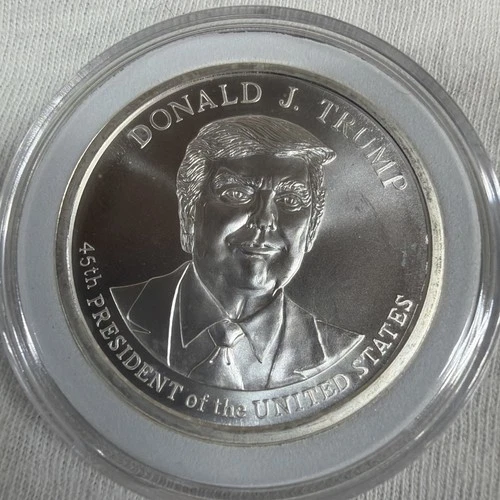 DONALD J. TRUMP
45th PRESIDENT of the UNITED STATES